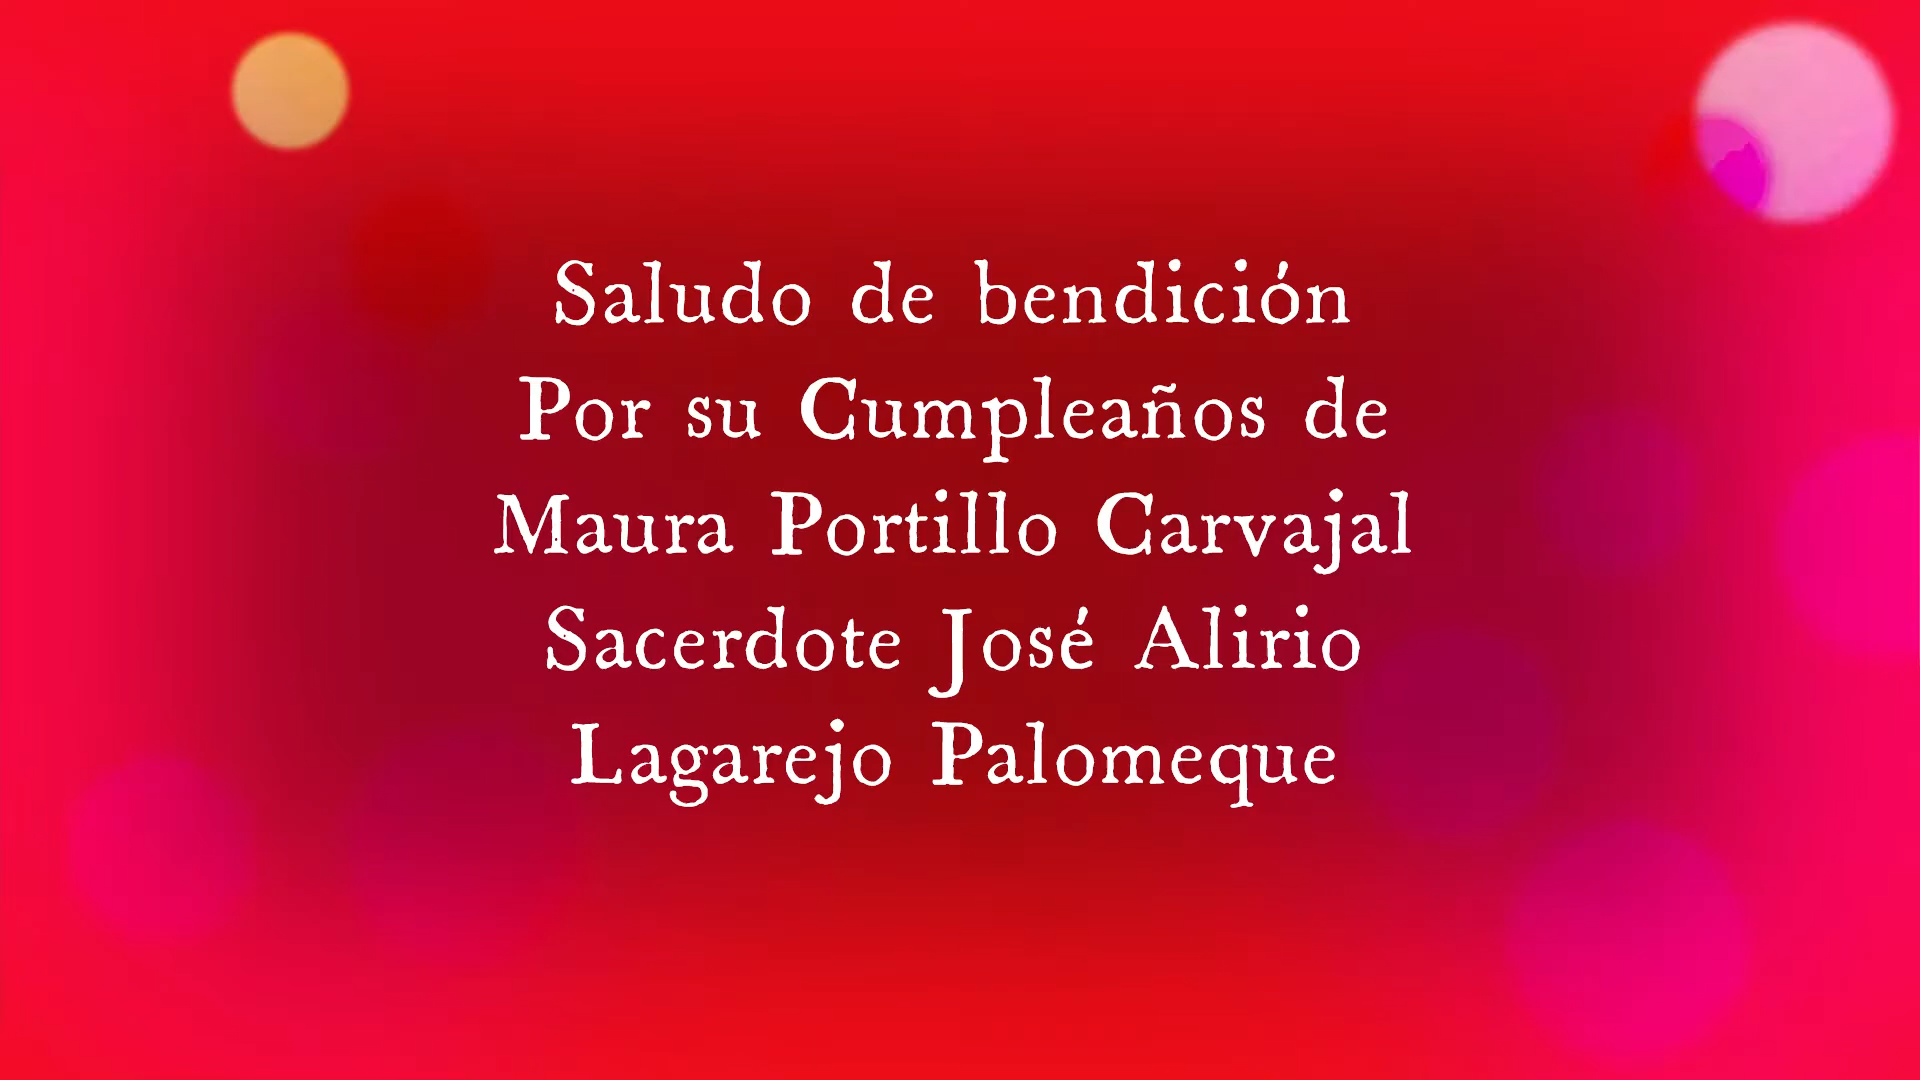 Saludo de bendición
Por su Cumpleaños de
Maura Portillo Carvajal
Sacerdote José Alirio
Lagarejo Palomeque